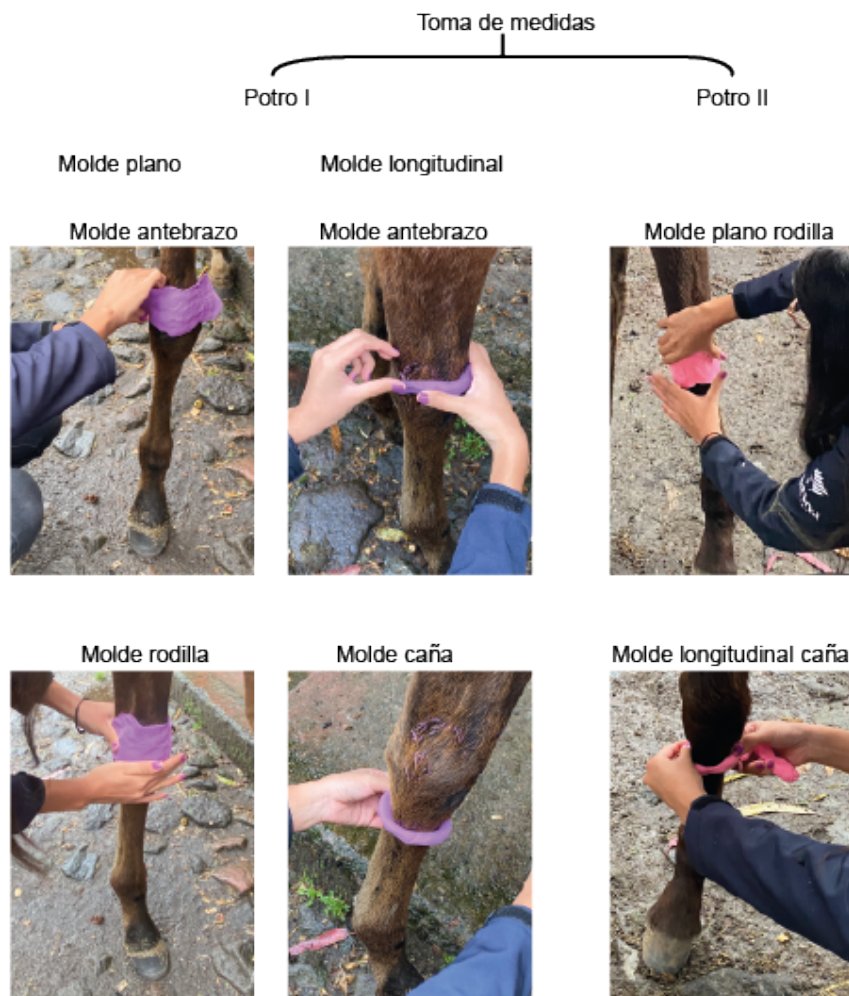 Toma de medidas
Potro I
Potro II
Molde plano
Molde longitudinal
Molde antebrazo
Molde antebrazo
Molde plano rodilla
Molde rodilla
Molde caña
Molde longitudinal caña